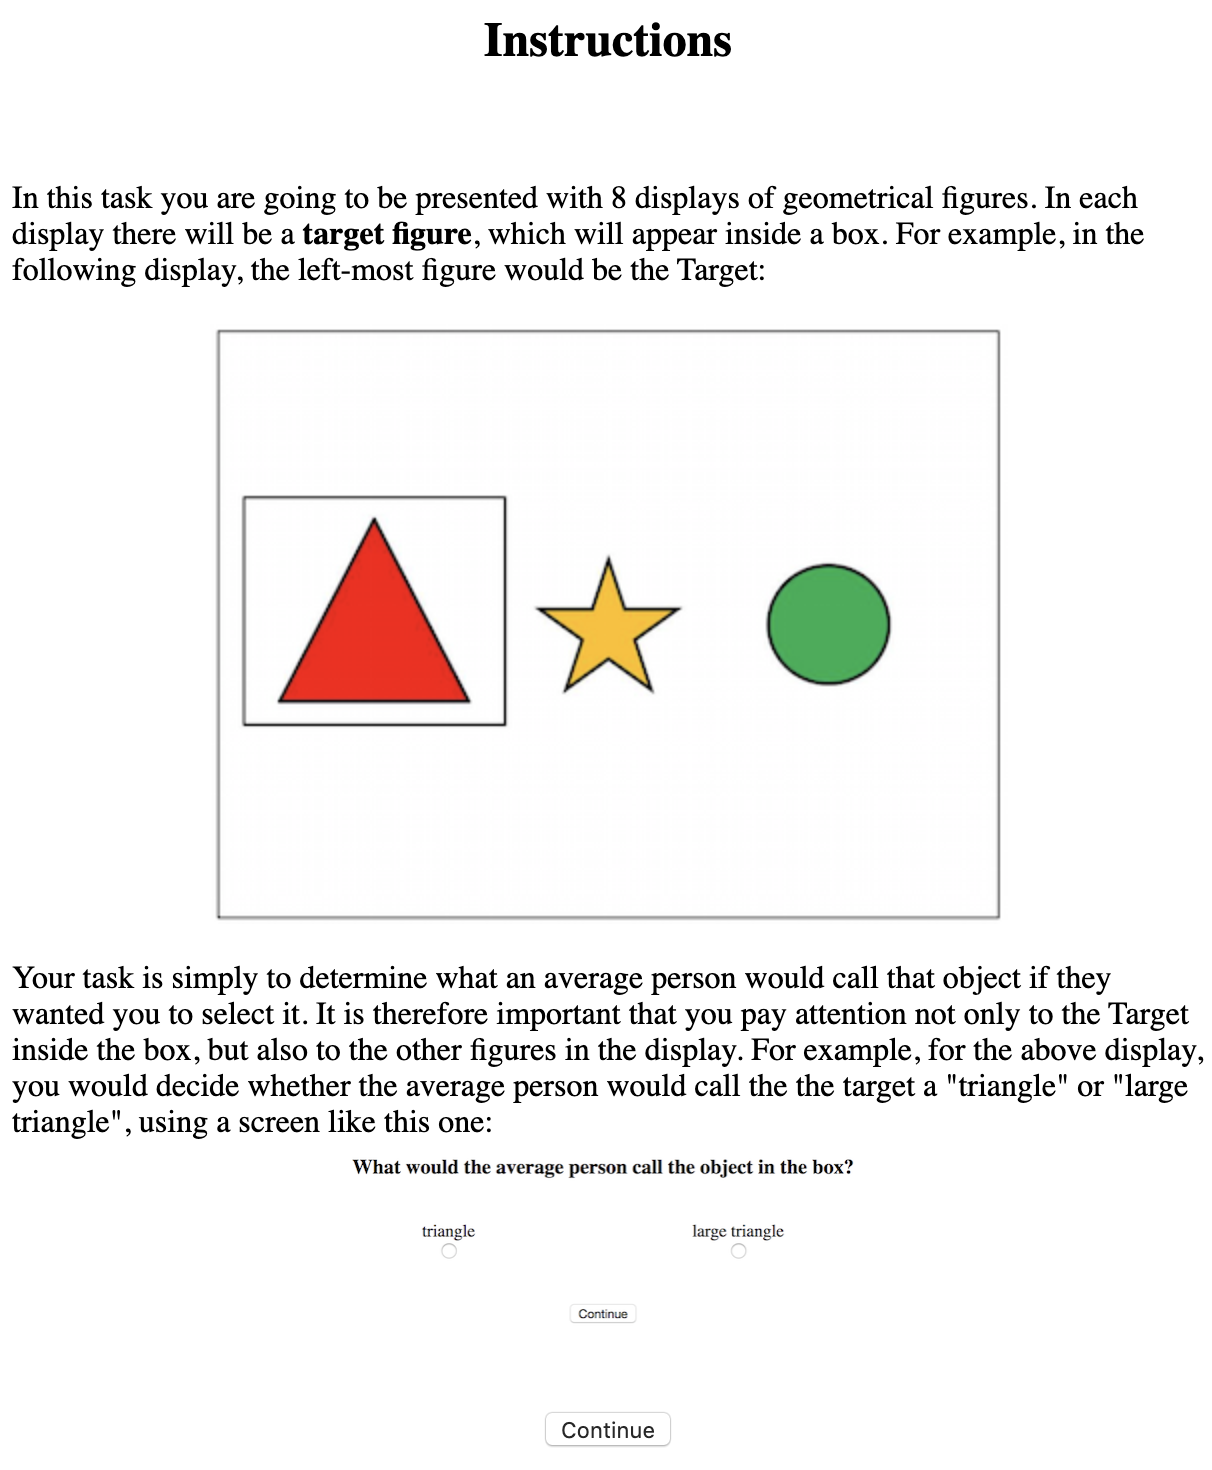 Instructions
In this task you are going to be presented with 8 displays of geometrical figures. In each
display there will be a target figure, which will appear inside a box. For example, in the
following display, the left-most figure would be the Target:
Your task is simply to determine what an average person would call that object if they
wanted you to select it. It is therefore important that you pay attention not only to the Target
inside the box, but also to the other figures in the display. For example, for the above display,
you would decide whether the average person would call the the target a "triangle" or "large
triangle", using a screen like this one:
What would the average person call the object in the box?
triangle large triangle
Continue
Continue